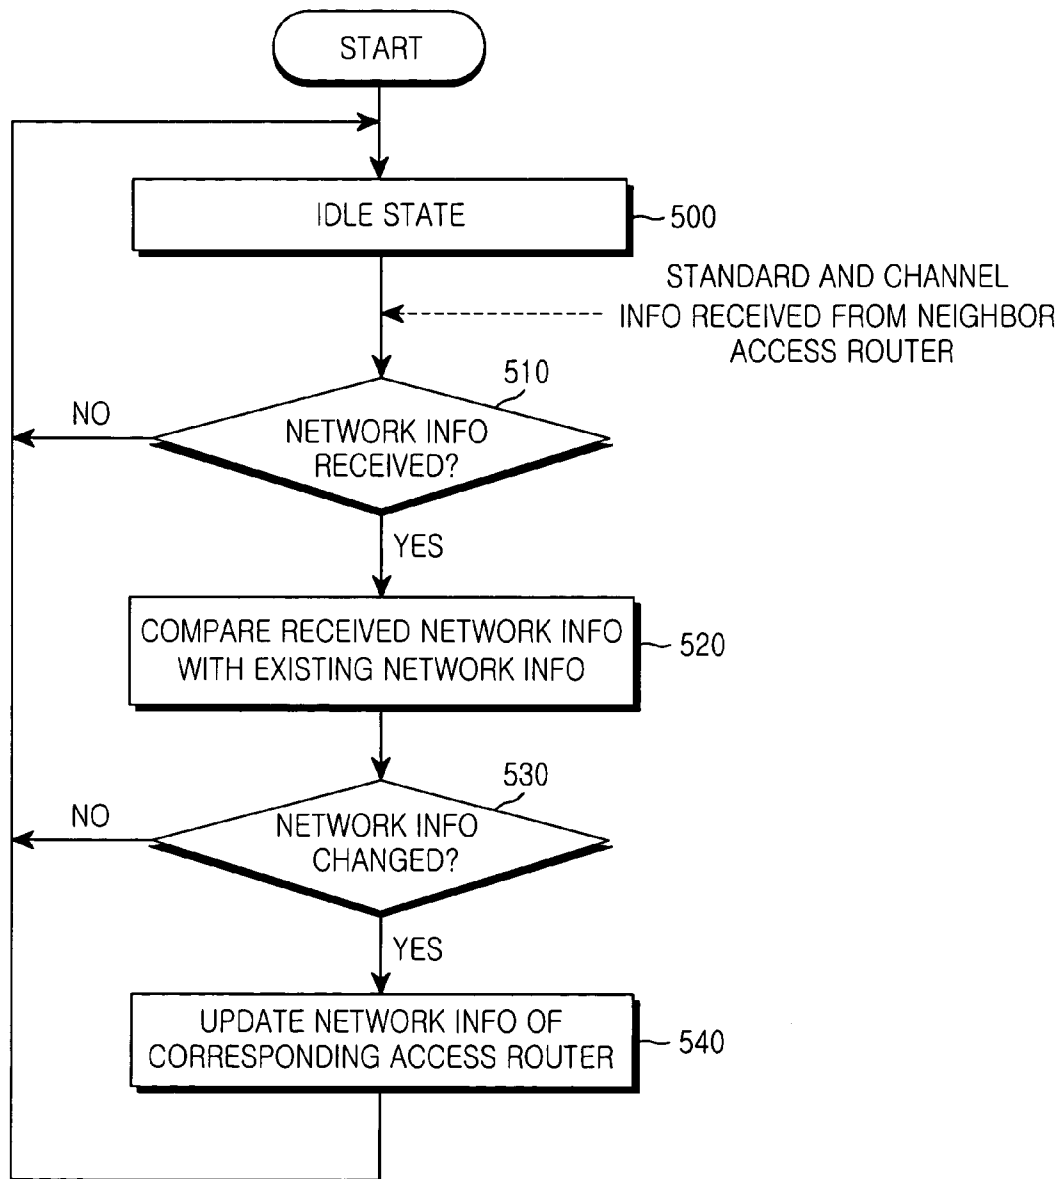 START
IDLE STATE
500
STANDARD AND CHANNEL
INFO RECEIVED FROM NEIGHBOR
ACCESS ROUTER
510
NO
NETWORK INFO
RECEIVED?
YES
COMPARE RECEIVED NETWORK INFO
WITH EXISTING NETWORK INFO
520
530
NO
NETWORK INFO
CHANGED?
YES
UPDATE NETWORK INFO OF
CORRESPONDING ACCESS ROUTER
540